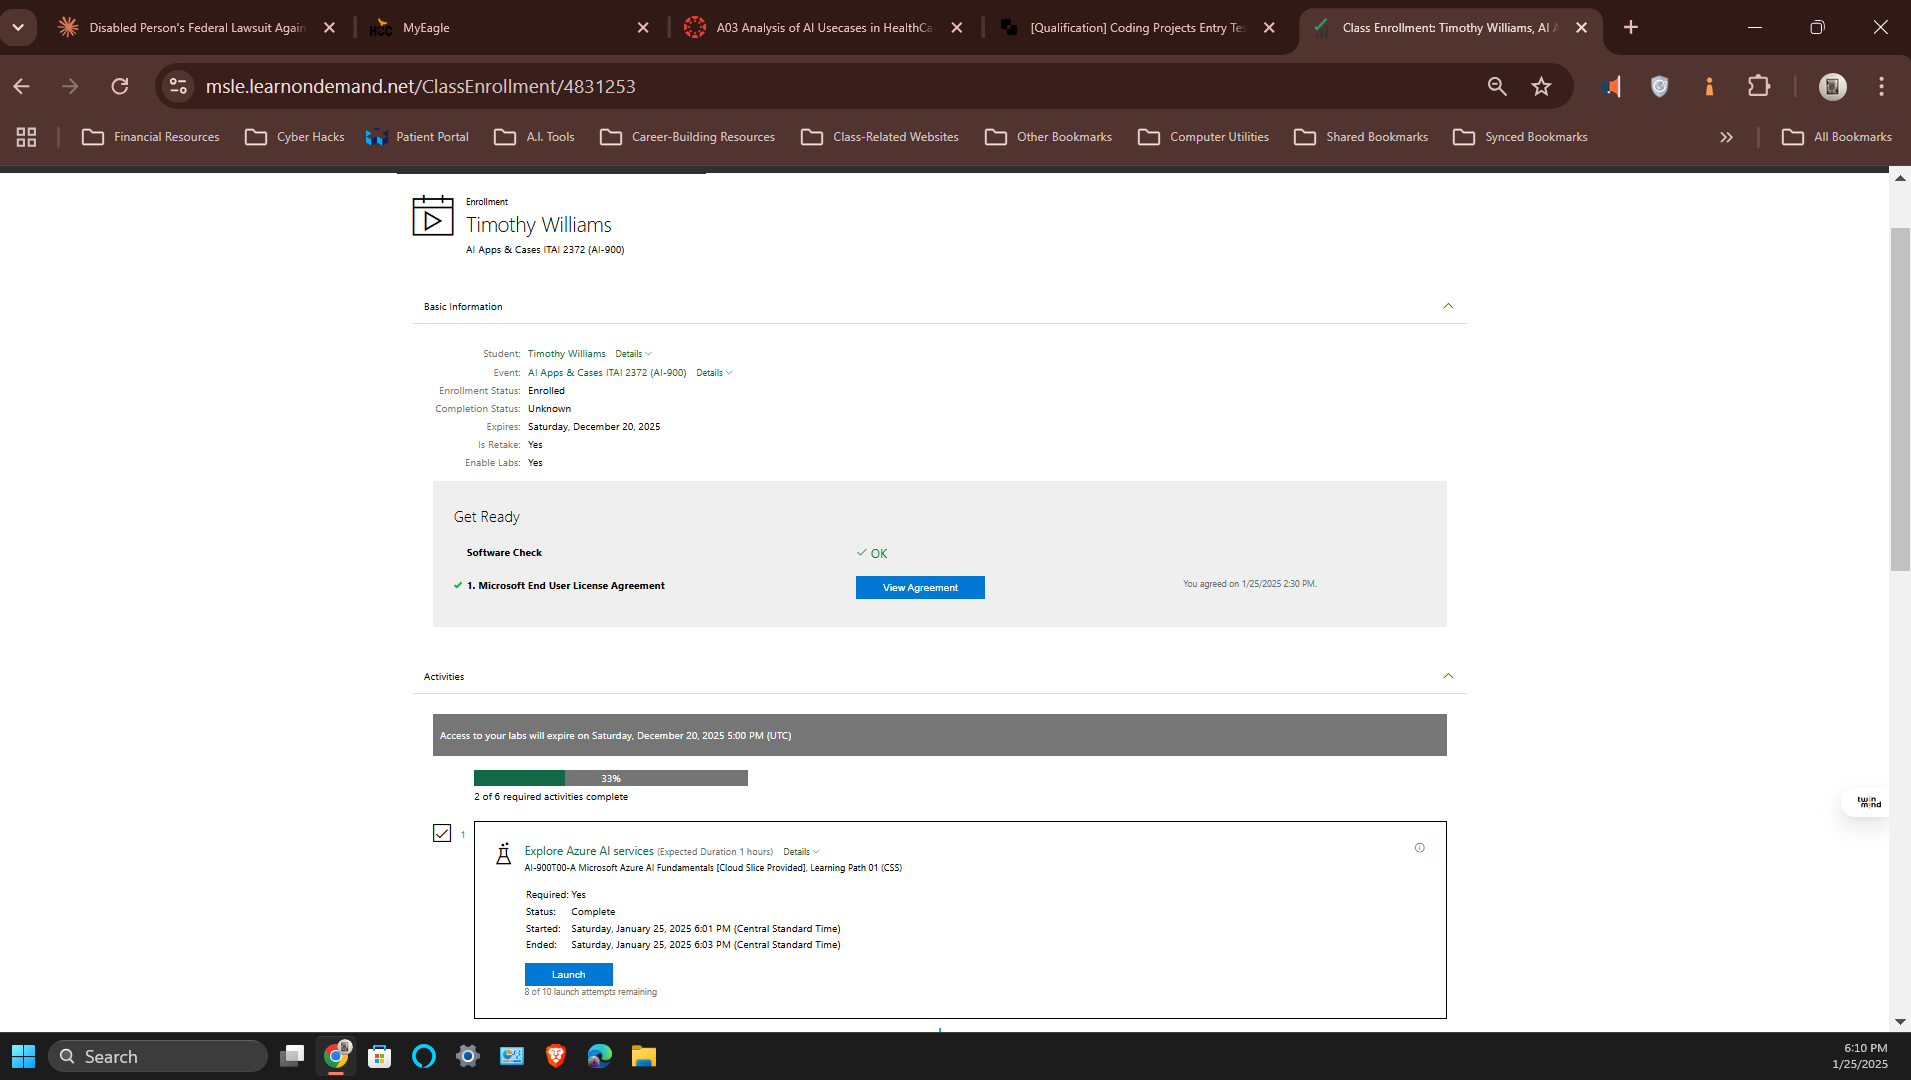 Disabled Person's Federal Lawsuit Again
MyEagle
A03 Analysis of AI Usecases in HealthCa
[Qualification] Coding Projects Entry Tes
Class Enrollment: Timothy Williams, AI A
msle.learnondemand.net/ClassEnrollment/4831253
Financial Resources
Cyber Hacks
Patient Portal
A.I. Tools
Career-Building Resources
Class-Related Websites
Other Bookmarks
Computer Utilities
Shared Bookmarks
Synced Bookmarks
All Bookmarks
Enrollment
Timothy Williams
AI Apps & Cases ITAI 2372 (AI-900)
Basic Information
Student: Timothy Williams Details
Event: AI Apps & Cases ITAI 2372 (AI-900) Details
Enrollment Status: Enrolled
Completion Status: Unknown
Expires: Saturday, December 20, 2025
Is Retake: Yes
Enable Labs: Yes
Get Ready
Software Check OK
1. Microsoft End User License Agreement View Agreement You agreed on 1/25/2025 2:30 PM.
Activities
Access to your labs will expire on Saturday, December 20, 2025 5:00 PM (UTC)
33%
2 of 6 required activities complete
twin
mind
1
Explore Azure AI services (Expected Duration 1 hours) Details
AI-900T00-A Microsoft Azure AI Fundamentals [Cloud Slice Provided], Learning Path 01 (CSS)
Required: Yes
Status: Complete
Started: Saturday, January 25, 2025 6:01 PM (Central Standard Time)
Ended: Saturday, January 25, 2025 6:03 PM (Central Standard Time)
Launch
8 of 10 launch attempts remaining
Search
6:10 PM
1/25/2025